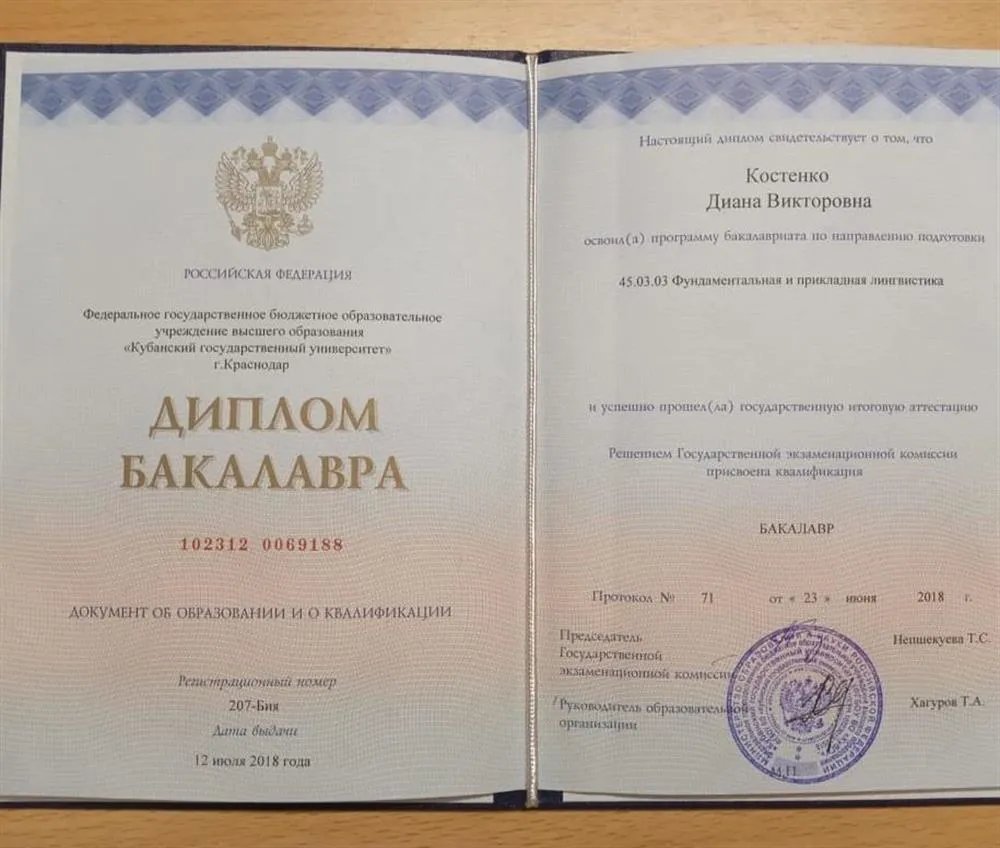 РОССИЙСКАЯ ФЕДЕРАЦИЯ
Федеральное государственное бюджетное образовательное
учреждение высшего образования
«Кубанский государственный университет»
г.Краснодар
ДИПЛОМ
БАКАЛАВРА
102312 0069188
ДОКУМЕНТ ОБ ОБРАЗОВАНИИ И О КВАЛИФИКАЦИИ
Регистрационный номер
207-Бия
Дата выдачи
12 июля 2018 года
Настоящий диплом свидетельствует о том, что
Костенко
Диана Викторовна
освоил(а) программу бакалавриата по направлению подготовки
45.03.03 Фундаментальная и прикладная лингвистика
и успешно прошел(ла) государственную итоговую аттестацию
Решением Государственной экзаменационной комиссии
присвоена квалификация
БАКАЛАВР
Протокол № 71 от « 23 » июня 2018 г.
Председатель
Государственной
экзаменационной комиссии
Непшекуева Т.С.
Руководитель образовательной
организации
Хагуров Т.А.
М.П.